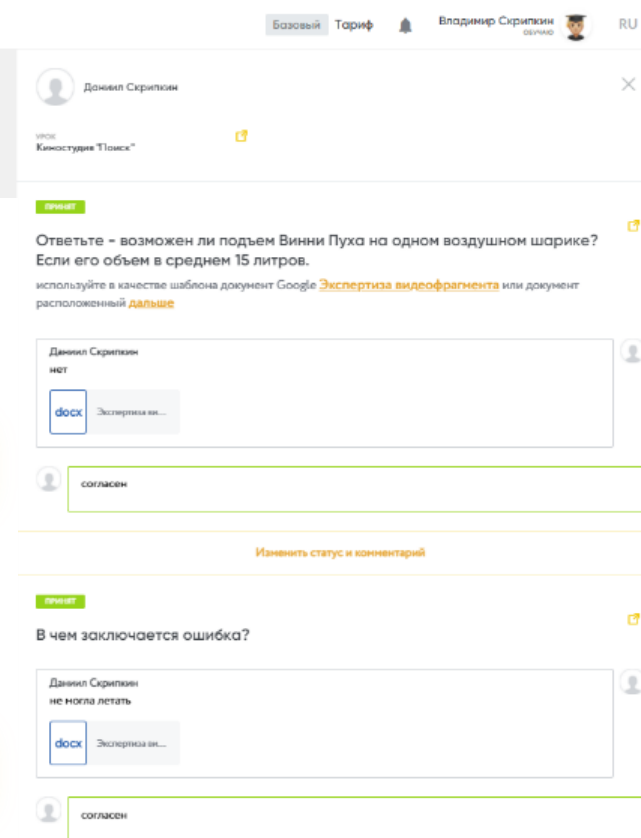 Базовый Тариф Владимир Скрипкин RU
ОБУЧАЮ
Даниил Скрипкин
УРОК
Киностудия "Поиск"
ПРИНЯТ
Ответьте - возможен ли подъем Винни Пуха на одном воздушном шарике?
Если его объем в среднем 15 литров.
используйте в качестве шаблона документ Google Экспертиза видеофрагмента или документ
расположенный дальше
Даниил Скрипкин
нет
docx Экспертиза ви...
согласен
Изменить статус и комментарий
ПРИНЯТ
В чем заключается ошибка?
Даниил Скрипкин
не могла летать
docx Экспертиза ви...
согласен